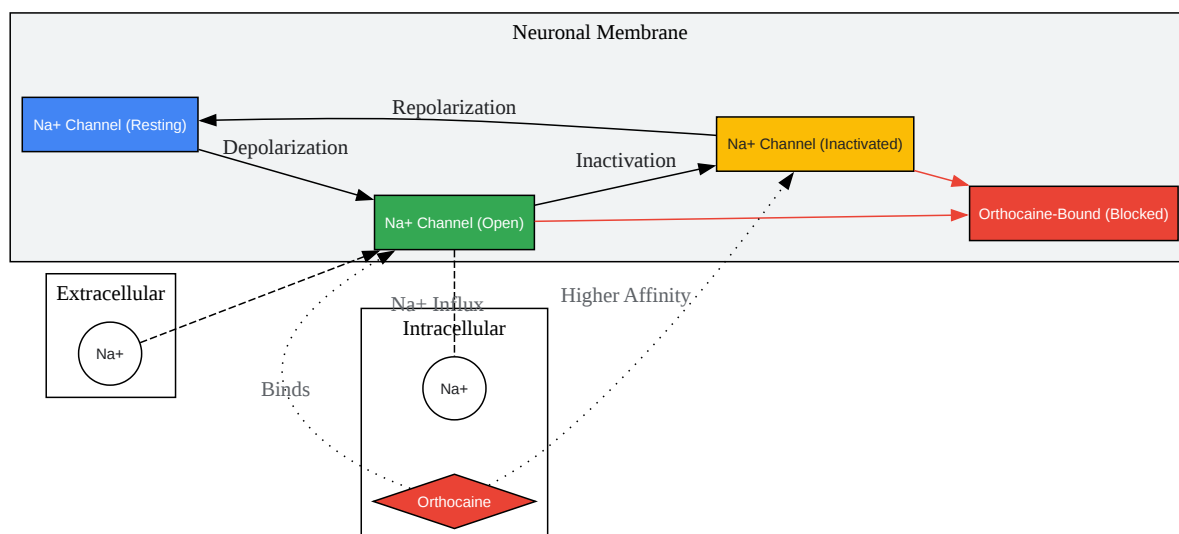 Neuronal Membrane
Repolarization
Na+ Channel (Resting)
Depolarization
Na+ Channel (Inactivated)
Inactivation
Orthocaine-Bound (Blocked)
Na+ Channel (Open)
Extracellular
Higher Affinity
Na+ Influx
Intracellular
Na+
Na+
Binds
Orthocaine